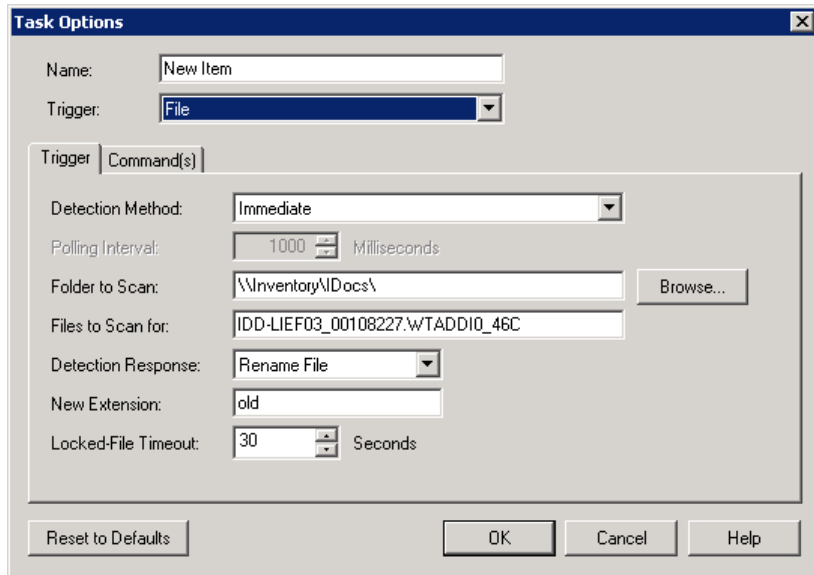 Task Options
Name: New Item
Trigger: File
Trigger Command(s)
Detection Method: Immediate
Polling Interval: 1000 Milliseconds
Folder to Scan: \\Inventory\IDocs\ Browse...
Files to Scan for: IDD-LIEF03_00108227.WTADDI0_46C
Detection Response: Rename File
New Extension: old
Locked-File Timeout: 30 Seconds
Reset to Defaults OK Cancel Help